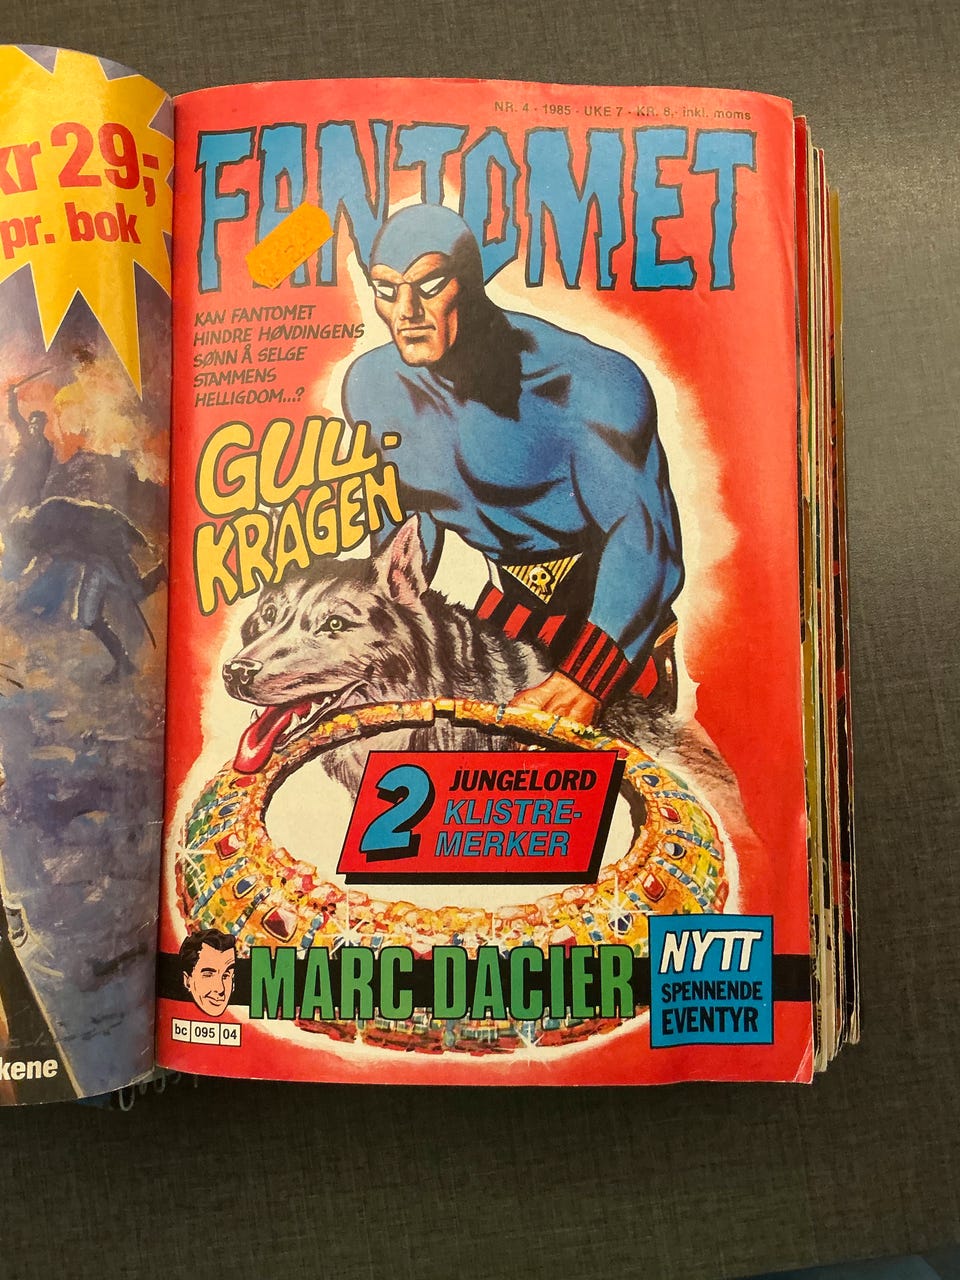 kr 29,-
pr. bok
kene
NR. 4 · 1985 · UKE 7 · KR. 8,- inkl. moms
FANTOMET
KAN FANTOMET
HINDRE HØVDINGENS
SØNN Å SELGE
STAMMENS
HELLIGDOM...?
GULL-
KRAGEN
2 JUNGELORD
KLISTRE-
MERKER
MARC DACIER
NYTT
SPENNENDE
EVENTYR
bc 095 04